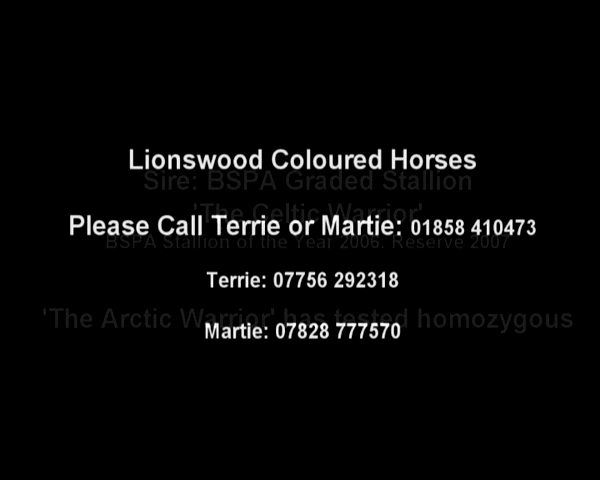 Lionswood Coloured Horses
Sire: BSPA Graded Stallion
'The Celtic Warrior'
Please Call Terrie or Martie: 01858 410473
BSPA Stallion of the Year 2006. Reserve 2007
Terrie: 07756 292318
'The Arctic Warrior' has tested homozygous
Martie: 07828 777570